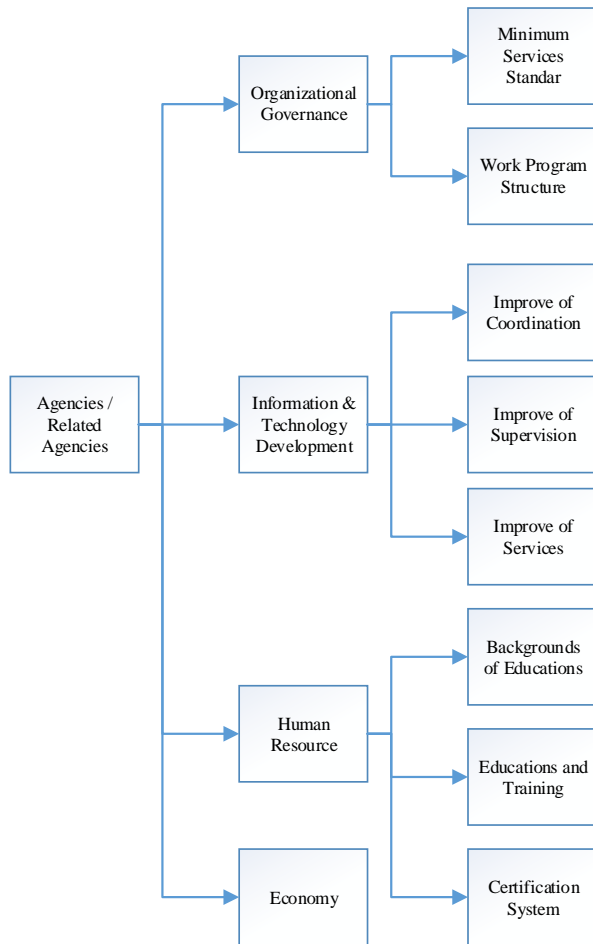 Minimum
Services
Standar
Organizational
Governance
Work Program
Structure
Improve of
Coordination
Agencies /
Related
Agencies
Information &
Technology
Development
Improve of
Supervision
Improve of
Services
Backgrounds
of Educations
Human
Resource
Educations and
Training
Economy
Certification
System